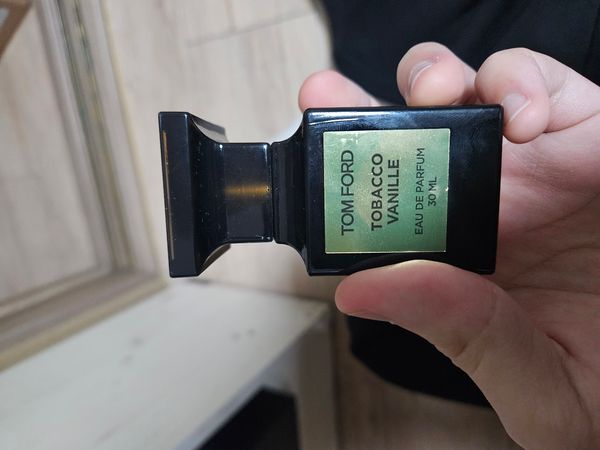 TOM FORD
TOBACCO
VANILLE
EAU DE PARFUM
30 ML